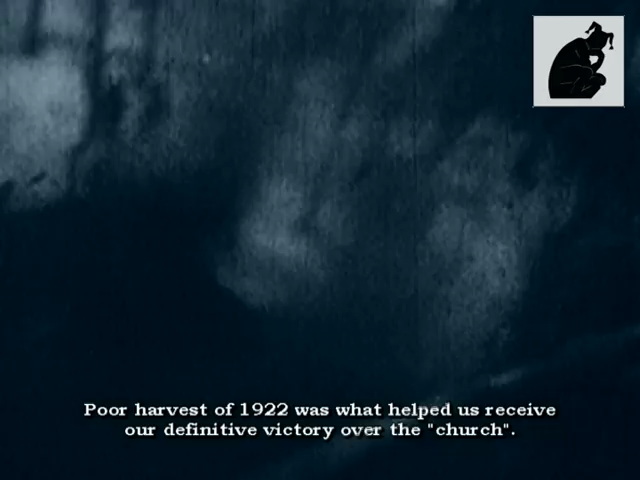 Poor harvest of 1922 was what helped us receive
our definitive victory over the "church".